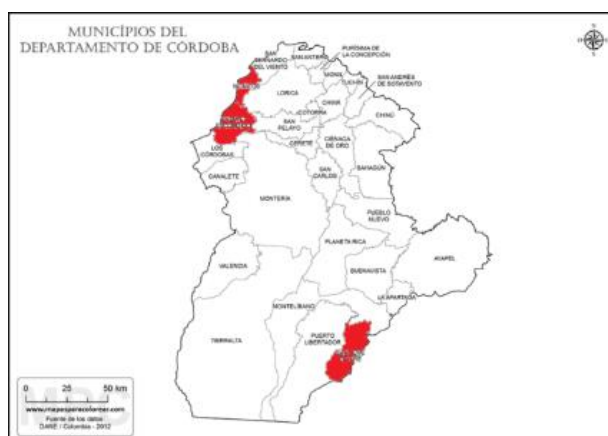 MUNICÍPIOS DEL
DEPARTAMENTO DE CÓRDOBA
N
S
SAN
BERNARDO
DEL VIENTO
SAN ANTERO
PURÍSIMA DE
LA CONCEPCIÓN
MOMIL
TUCHÍN
SAN ANDRÉS
DE SOTAVENTO
LORICA
CHIMÁ
CHINÚ
COTORRA
SAN
PELAYO
CIÉNAGA
DE ORO
CERETÉ
LOS
CÓRDOBAS
SAN
CARLOS
SAHAGÚN
CANALETE
MONTERÍA
PUEBLO
NUEVO
PLANETA RICA
AYAPEL
VALENCIA
BUENAVISTA
LA APARTADA
MONTELÍBANO
PUERTO
LIBERTADOR
TIERRALTA
0 25 50 km
www.mapasparacolorear.com
Fuente de los datos
DANE / Colombia - 2012